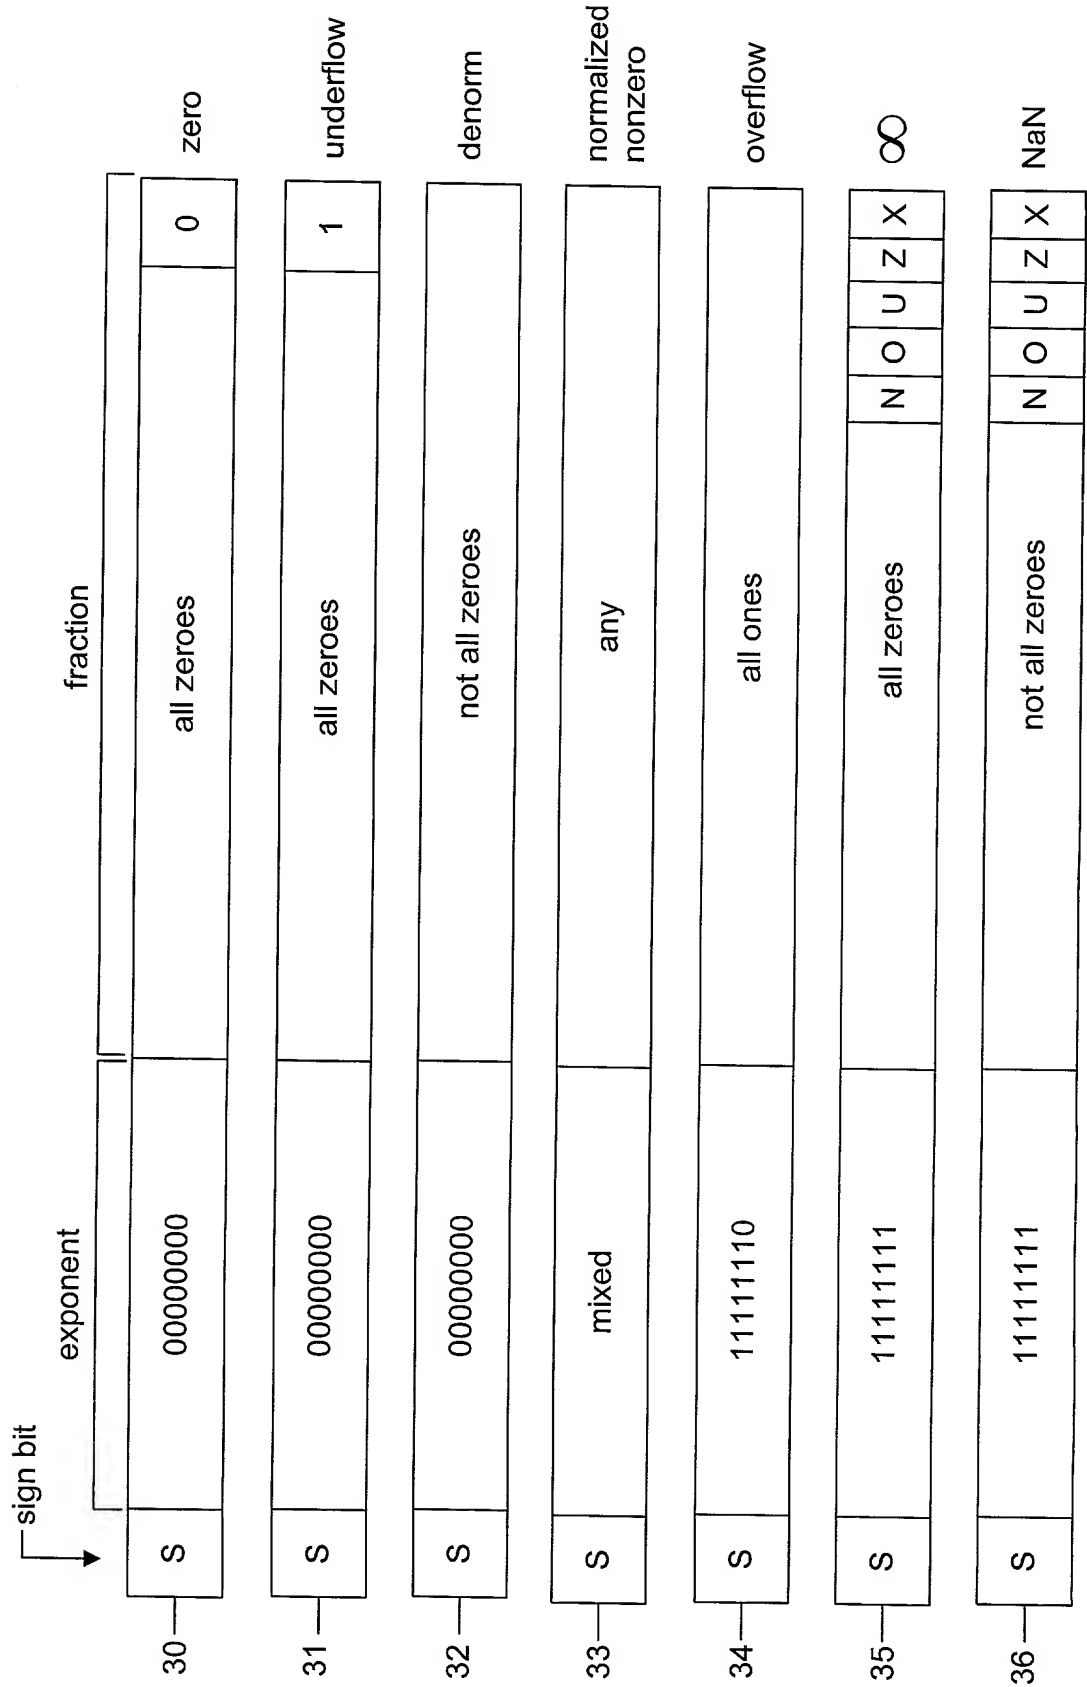 sign bit
exponent
fraction
30 S 00000000 all zeroes 0 zero
31 S 00000000 all zeroes 1 underflow
32 S 00000000 not all zeroes denorm
33 S mixed any normalized
nonzero
34 S 11111110 all ones overflow
35 S 11111111 all zeroes N O U Z X ∞
36 S 11111111 not all zeroes N O U Z X NaN